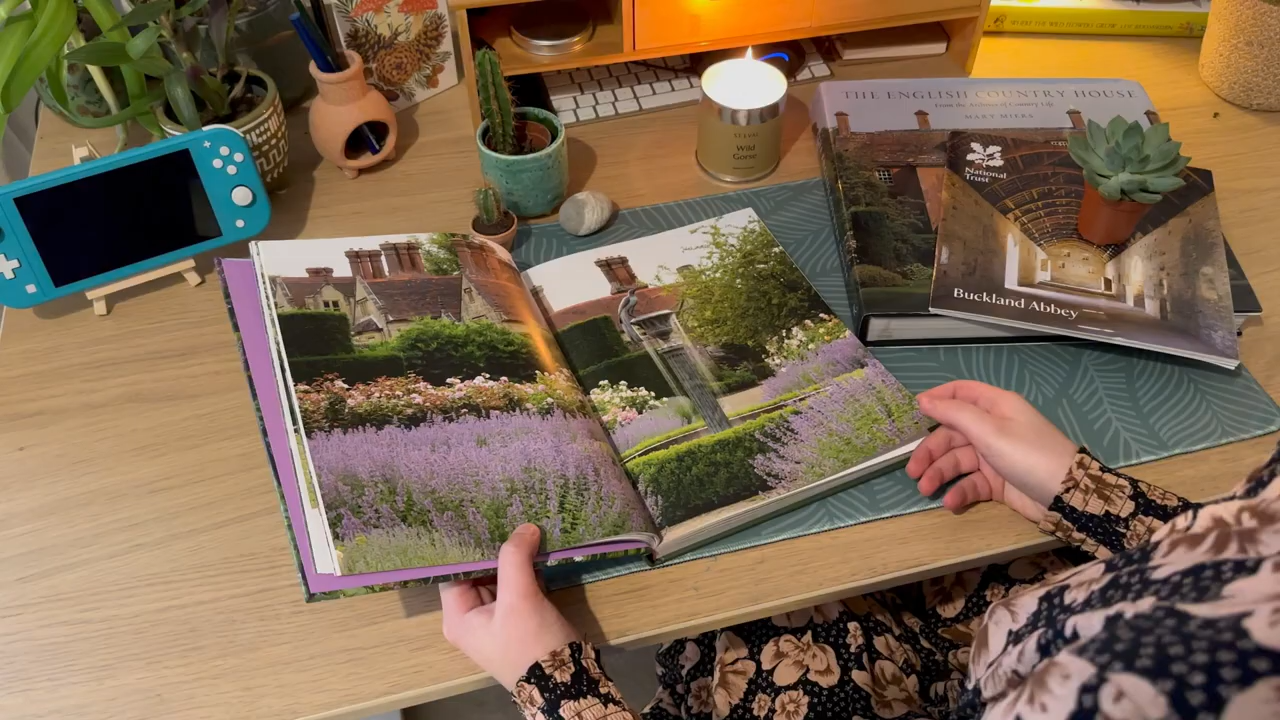 THE ENGLISH COUNTRY HOUSE
From the Archives of Country Life
MARY MIERS
National
Trust
Buckland Abbey
Wild
Gorse